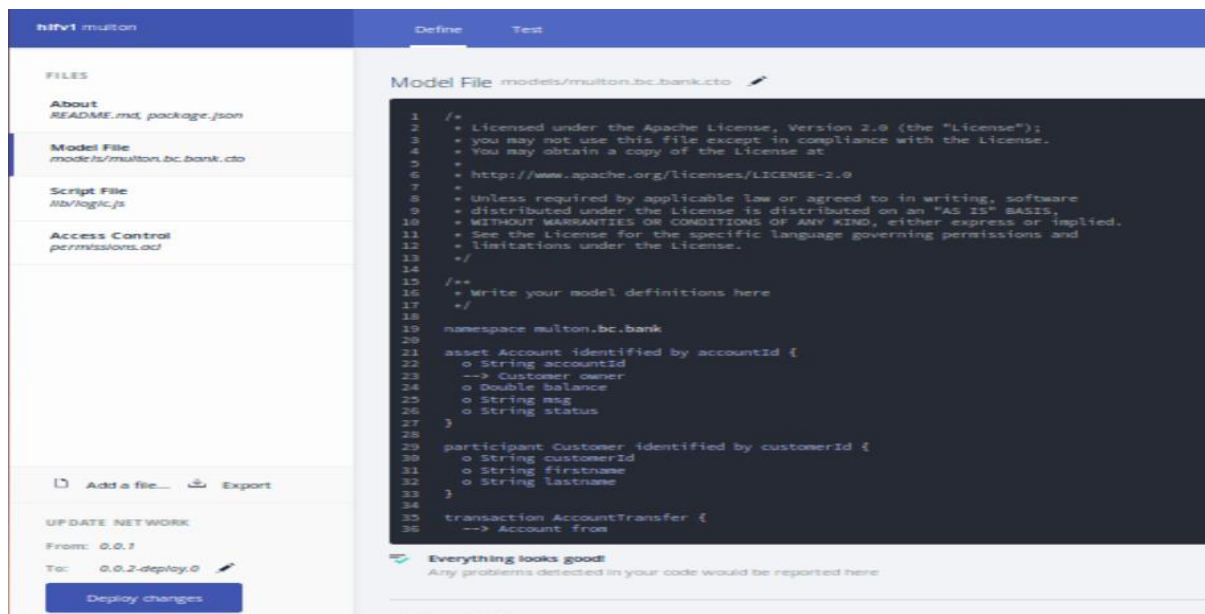 hlfv1 multon
Define Test
FILES
About
README.md, package.json
Model File
models/multon.bc.bank.cto
Script File
lib/logic.js
Access Control
permissions.acl
Add a file... Export
UPDATE NETWORK
From: 0.0.1
To: 0.0.2-deploy.0
Deploy changes
Model File models/multon.bc.bank.cto
1 /*
2 * Licensed under the Apache License, Version 2.0 (the "License");
3 * you may not use this file except in compliance with the License.
4 * You may obtain a copy of the License at
5 *
6 * http://www.apache.org/licenses/LICENSE-2.0
7 *
8 * Unless required by applicable law or agreed to in writing, software
9 * distributed under the License is distributed on an "AS IS" BASIS,
10 * WITHOUT WARRANTIES OR CONDITIONS OF ANY KIND, either express or implied.
11 * See the License for the specific language governing permissions and
12 * limitations under the License.
13 */
14
15 /**
16 * Write your model definitions here
17 */
18
19 namespace multon.bc.bank
20
21 asset Account identified by accountId {
22 o String accountId
23 --> Customer owner
24 o Double balance
25 o String msg
26 o String status
27 }
28
29 participant Customer identified by customerId {
30 o String customerId
31 o String firstname
32 o String lastname
33 }
34
35 transaction AccountTransfer {
36 --> Account from
Everything looks good!
Any problems detected in your code would be reported here